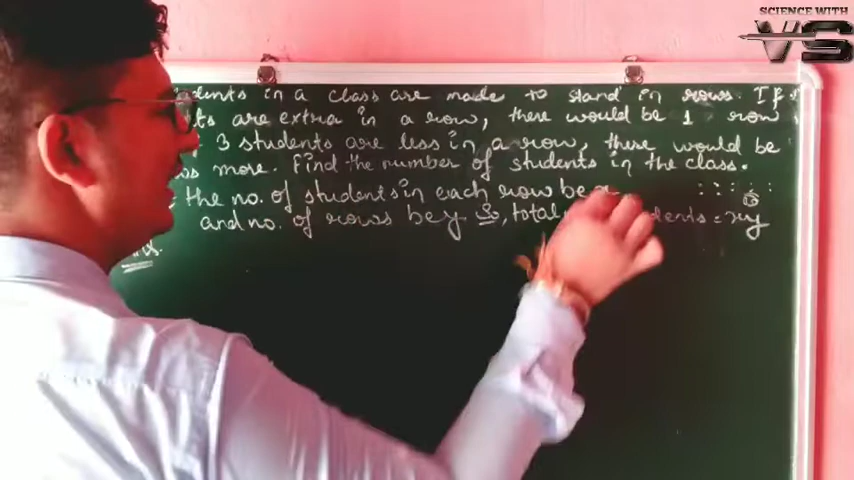 SCIENCE WITH
VS
dents in a class are made to stand in rows. If
ts are extra in a row, there would be 1 row
3 students are less in a row, there would be
ws more. Find the number of students in the class.
the no. of students in each row be x
and no. of rows be y So, total dents = xy